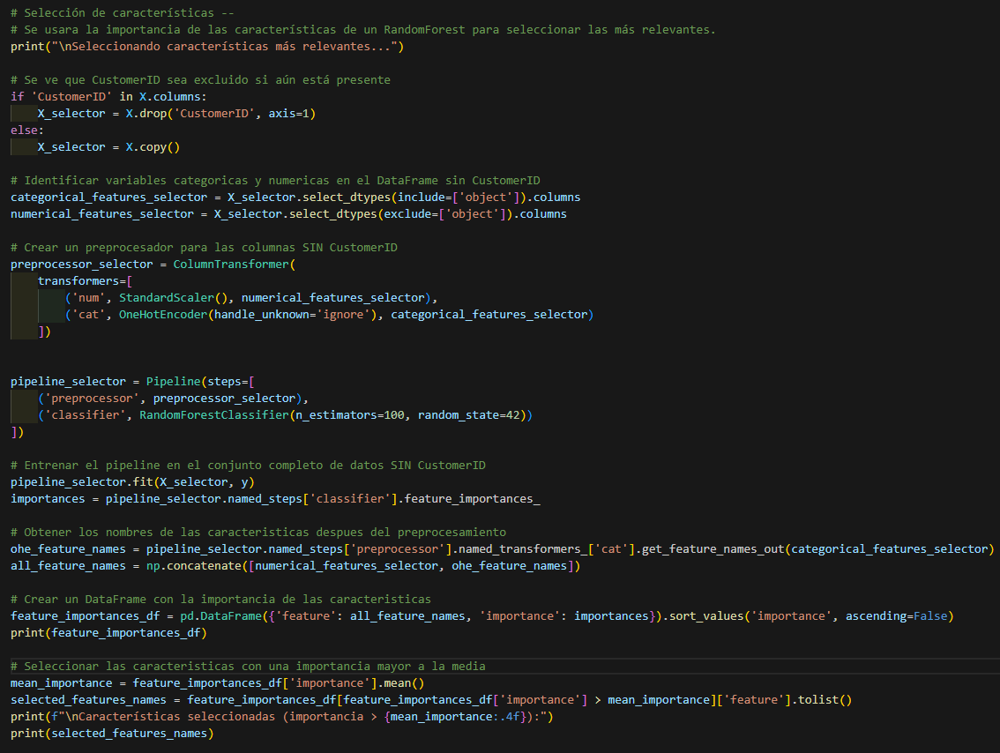 # Selección de características --
# Se usara la importancia de las características de un RandomForest para seleccionar las más relevantes.
print("\nSeleccionando características más relevantes...")
# Se ve que CustomerID sea excluido si aún está presente
if 'CustomerID' in X.columns:
    X_selector = X.drop('CustomerID', axis=1)
else:
    X_selector = X.copy()
# Identificar variables categoricas y numericas en el DataFrame sin CustomerID
categorical_features_selector = X_selector.select_dtypes(include=['object']).columns
numerical_features_selector = X_selector.select_dtypes(exclude=['object']).columns
# Crear un preprocesador para las columnas SIN CustomerID
preprocessor_selector = ColumnTransformer(
    transformers=[
        ('num', StandardScaler(), numerical_features_selector),
        ('cat', OneHotEncoder(handle_unknown='ignore'), categorical_features_selector)
    ])
pipeline_selector = Pipeline(steps=[
    ('preprocessor', preprocessor_selector),
    ('classifier', RandomForestClassifier(n_estimators=100, random_state=42))
])
# Entrenar el pipeline en el conjunto completo de datos SIN CustomerID
pipeline_selector.fit(X_selector, y)
importances = pipeline_selector.named_steps['classifier'].feature_importances_
# Obtener los nombres de las caracteristicas despues del preprocesamiento
ohe_feature_names = pipeline_selector.named_steps['preprocessor'].named_transformers_['cat'].get_feature_names_out(categorical_features_selector)
all_feature_names = np.concatenate([numerical_features_selector, ohe_feature_names])
# Crear un DataFrame con la importancia de las caracteristicas
feature_importances_df = pd.DataFrame({'feature': all_feature_names, 'importance': importances}).sort_values('importance', ascending=False)
print(feature_importances_df)
# Seleccionar las caracteristicas con una importancia mayor a la media
mean_importance = feature_importances_df['importance'].mean()
selected_features_names = feature_importances_df[feature_importances_df['importance'] > mean_importance]['feature'].tolist()
print(f"\nCaracterísticas seleccionadas (importancia > {mean_importance:.4f}):")
print(selected_features_names)